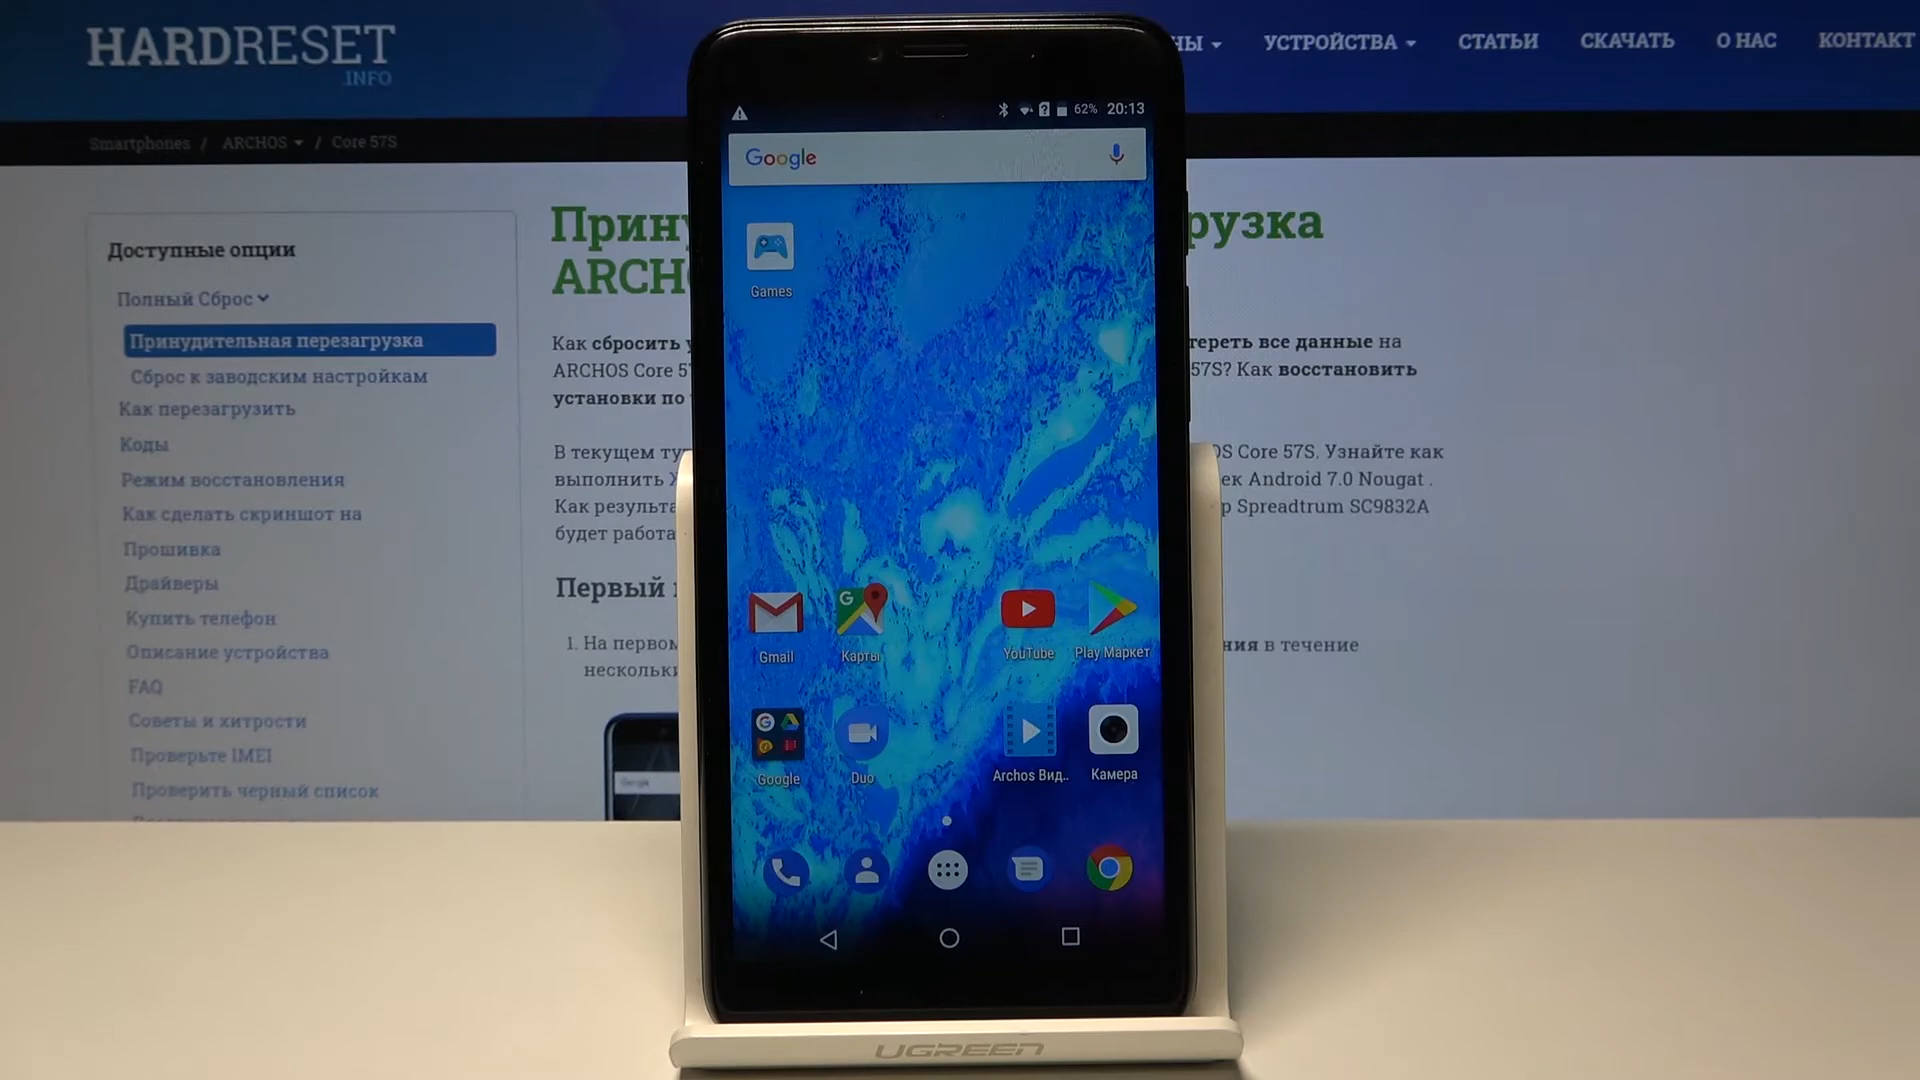 HARDRESET
.INFO
НЫ
УСТРОЙСТВА
СТАТЬИ
СКАЧАТЬ
О НАС
КОНТАКТ
Smartphones / ARCHOS / Core 57S
Доступные опции
Полный Сброс
Принудительная перезагрузка
Сброс к заводским настройкам
Как перезагрузить
Коды
Режим восстановления
Как сделать скриншот на
Прошивка
Драйверы
Купить телефон
Описание устройства
FAQ
Советы и хитрости
Проверьте IMEI
Проверить черный список
Прину
рузка
ARCH
Как сбросить
тереть все данные на
ARCHOS Core 5
57S? Как восстановить
установки по
В текущем ту
OS Core 57S. Узнайте как
выполнить
ек Android 7.0 Nougat .
Как результа
р Spreadtrum SC9832A
будет работа
Первый
1. На первом
ния в течение
нескольки
62% 20:13
Google
Games
Gmail
Карты
YouTube
Play Маркет
Google
Duo
Archos Вид..
Камера
UGREEN